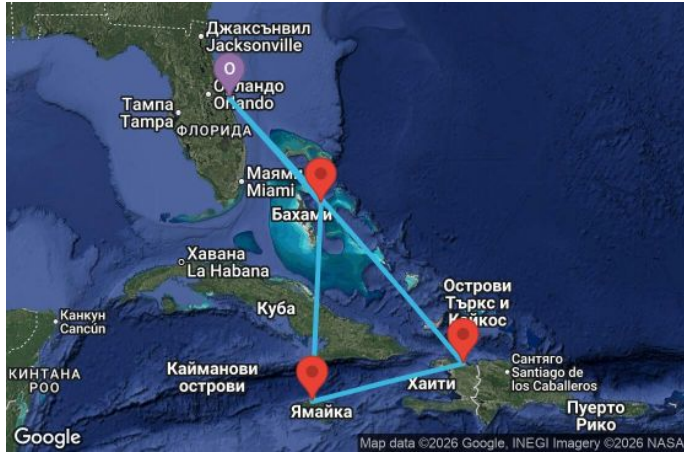 Джаксънвил
Jacksonville
O
Орландо
Orlando
Тампа
Tampa
ФЛОРИДА
Маями
Miami
Бахами
Хавана
La Habana
Острови
Търкс и
Кайкос
Куба
Канкун
Cancún
КИНТАНА
РОО
Кайманови
острови
Сантяго
Santiago de
los Caballeros
Хаити
Ямайка
Пуерто
Рико
Google
Map data ©2026 Google, INEGI Imagery ©2026 NASA